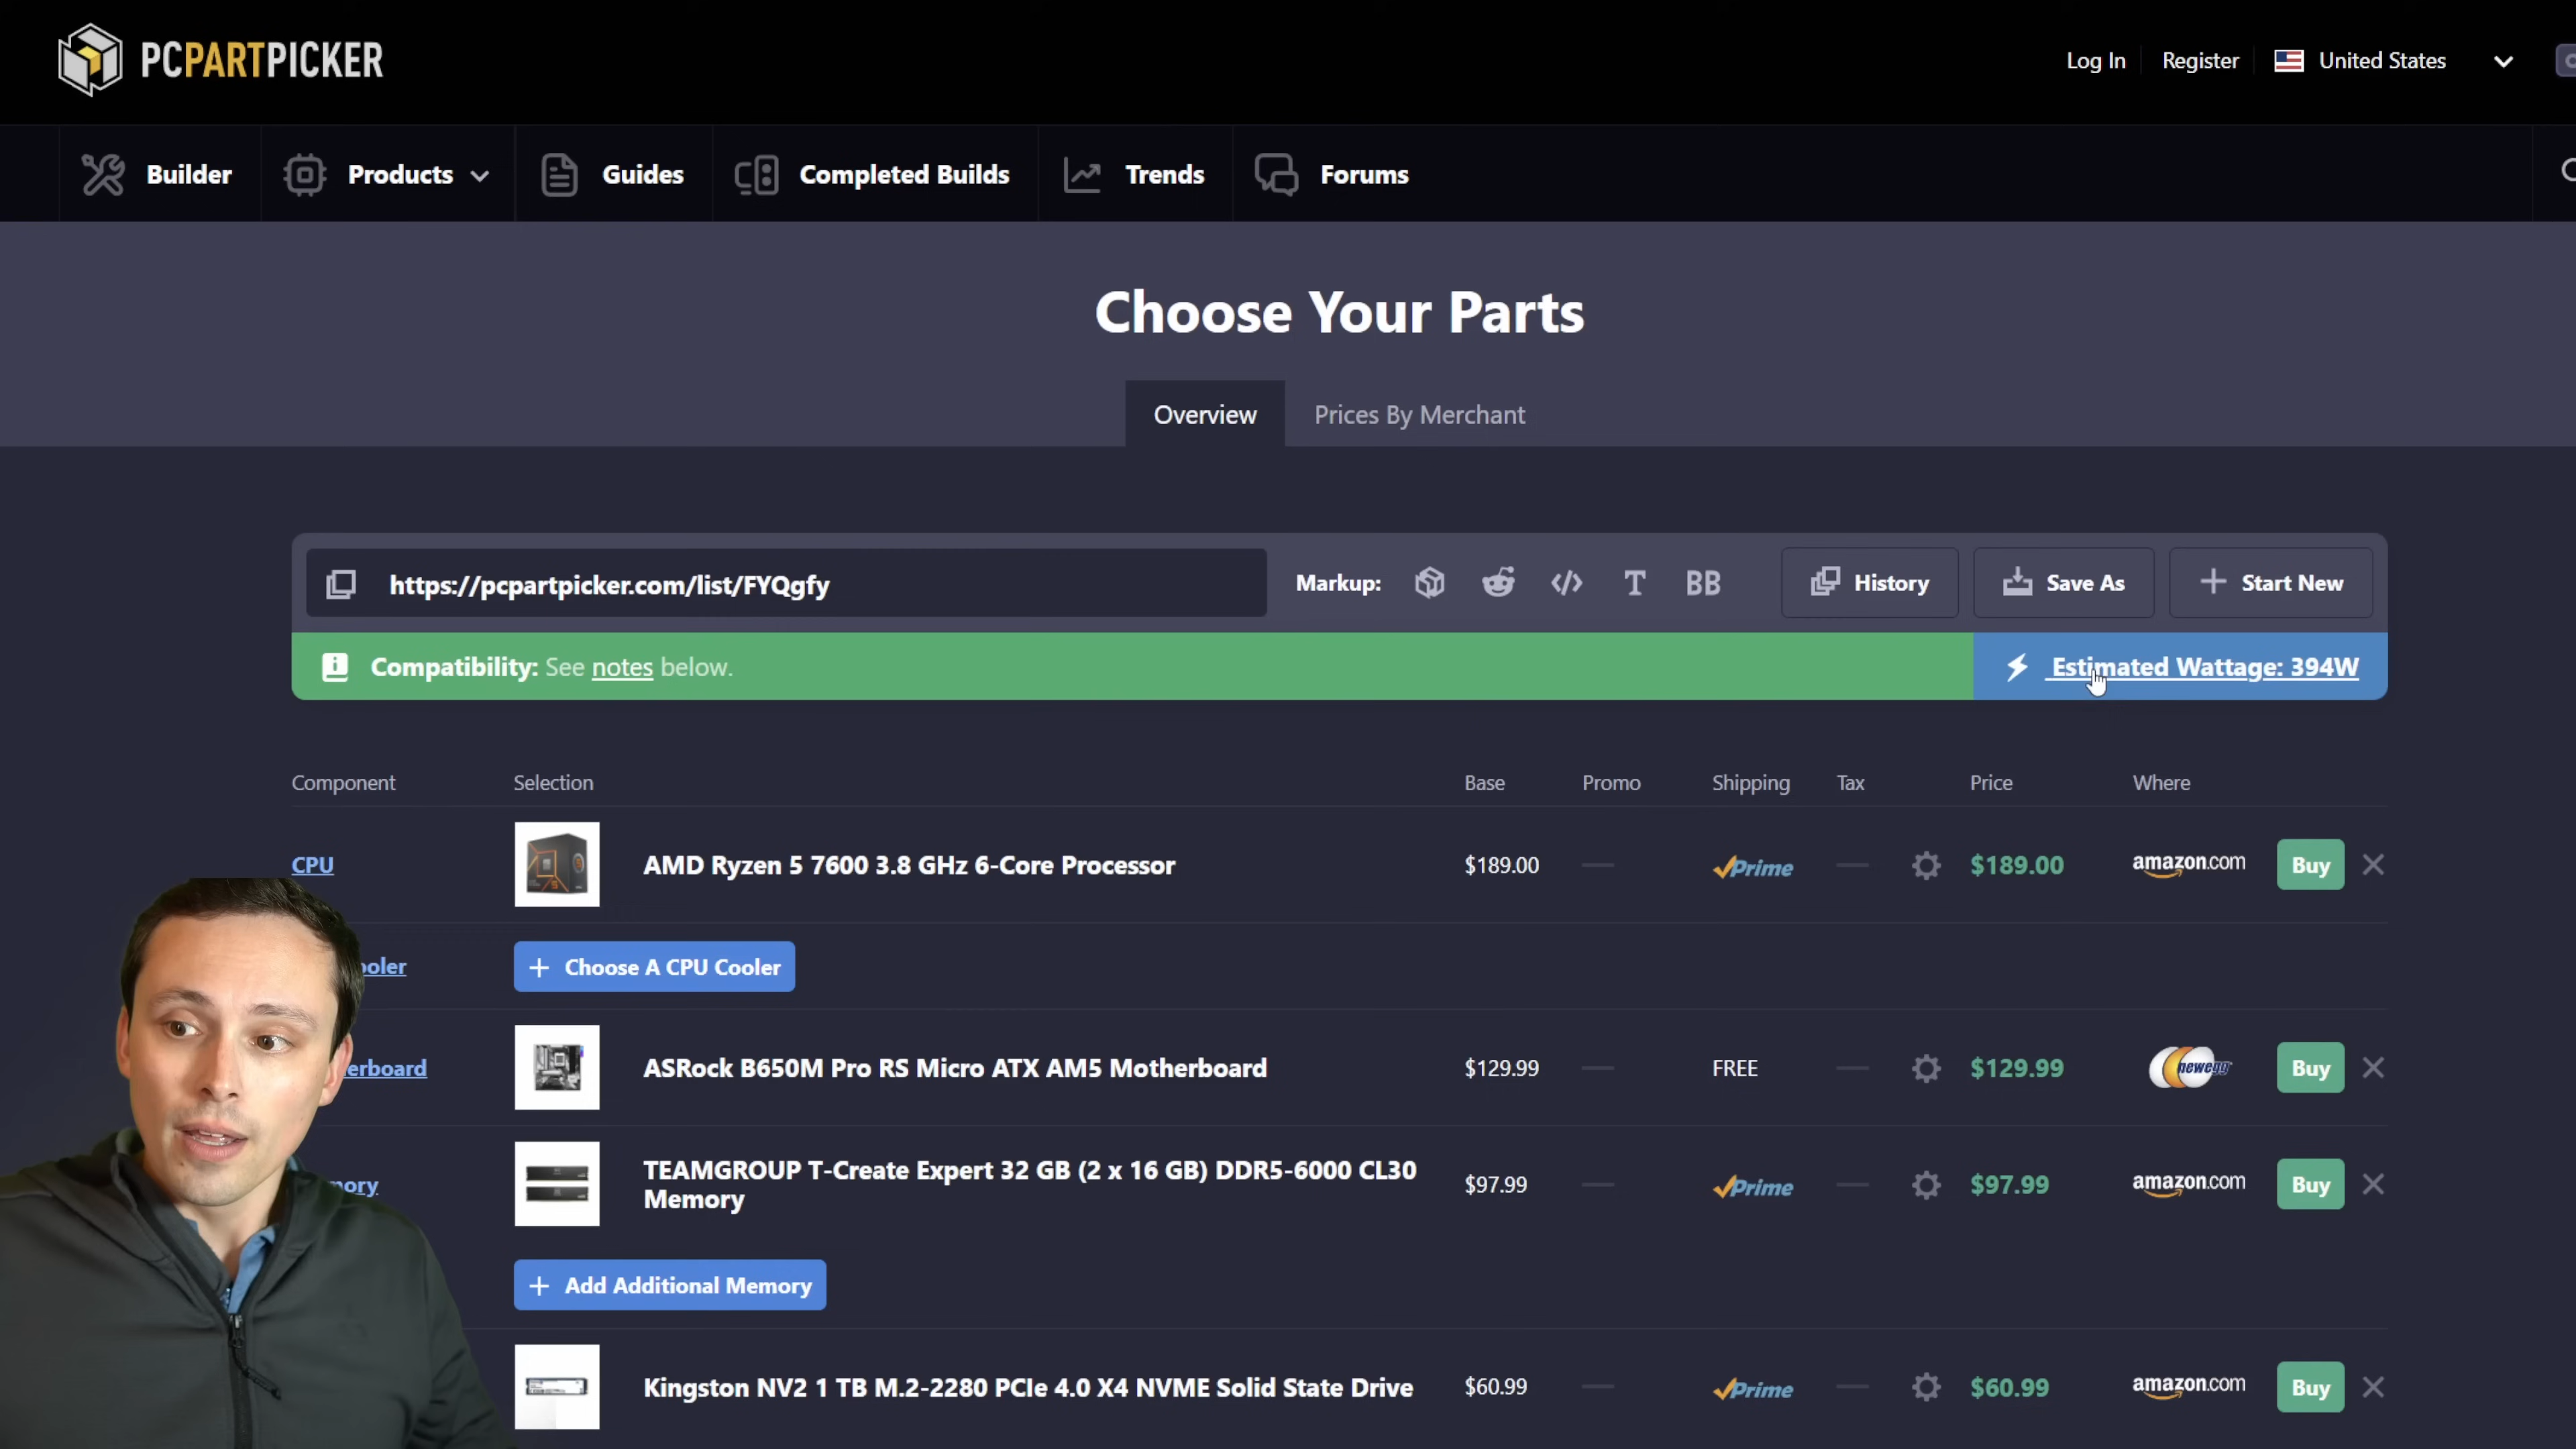 PCPARTPICKER
Log In
Register
United States
Builder
Products
Guides
Completed Builds
Trends
Forums
Choose Your Parts
Overview
Prices By Merchant
https://pcpartpicker.com/list/FYQgfy
Markup:
T
BB
History
Save As
Start New
Compatibility: See notes below.
Estimated Wattage: 394W
Component
Selection
Base
Promo
Shipping
Tax
Price
Where
CPU
AMD Ryzen 5 7600 3.8 GHz 6-Core Processor
$189.00
Prime
$189.00
amazon.com
Buy
ooler
Choose A CPU Cooler
erboard
ASRock B650M Pro RS Micro ATX AM5 Motherboard
$129.99
FREE
$129.99
newegg
Buy
ory
TEAMGROUP T-Create Expert 32 GB (2 x 16 GB) DDR5-6000 CL30
Memory
$97.99
Prime
$97.99
amazon.com
Buy
Add Additional Memory
Kingston NV2 1 TB M.2-2280 PCIe 4.0 X4 NVME Solid State Drive
$60.99
Prime
$60.99
amazon.com
Buy